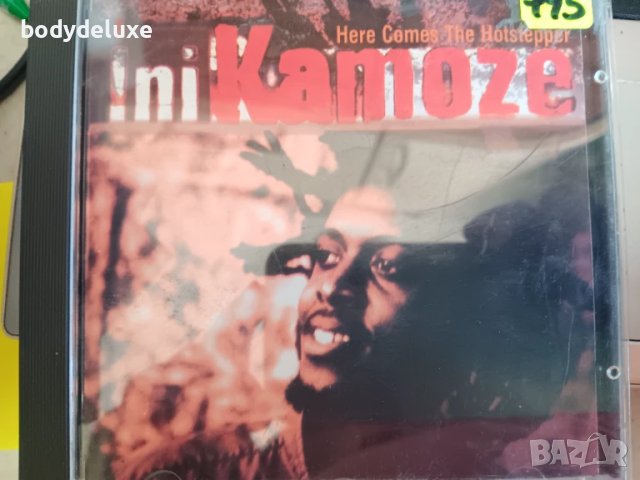 bodydeluxe
Here Comes The Hotstepper
Ini Kamoze
BAZAR